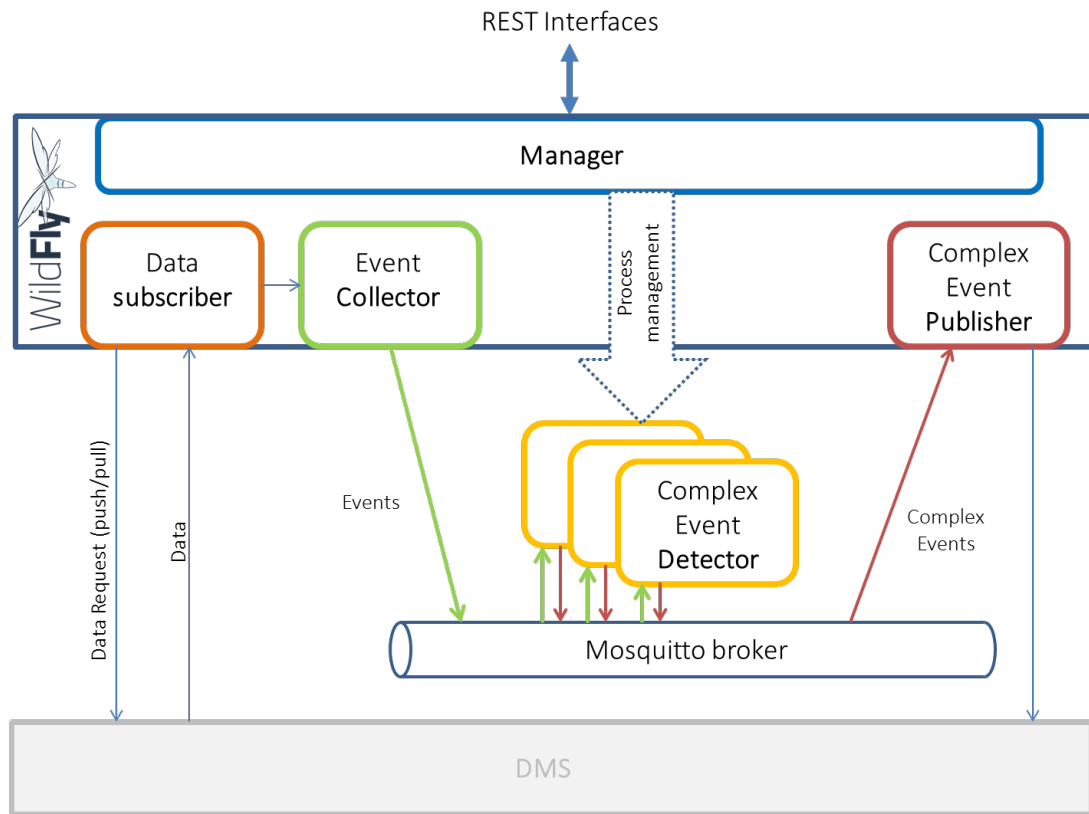 REST Interfaces
Manager
WildFly
Data
subscriber
Event
Collector
Process
management
Complex
Event
Publisher
Data Request (push/pull)
Data
Events
Complex
Event
Detector
Complex
Events
Mosquitto broker
DMS